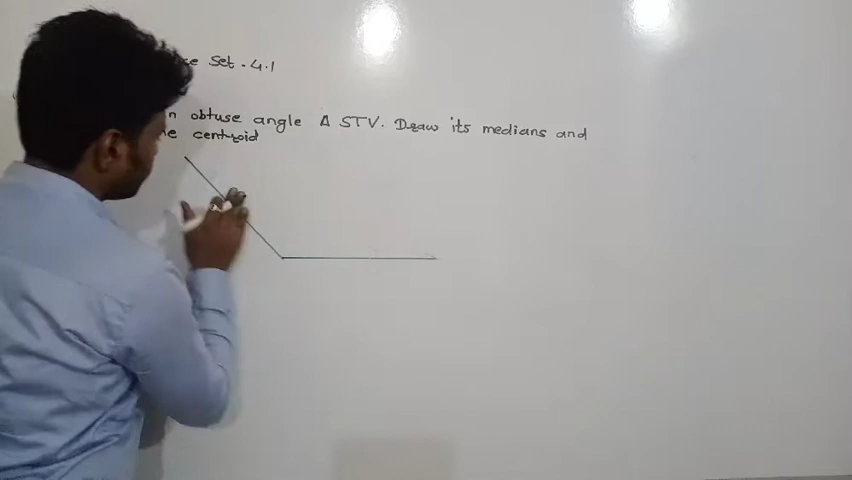 Set - 4.1
obtuse angle Δ STV. Draw its medians and
centroid